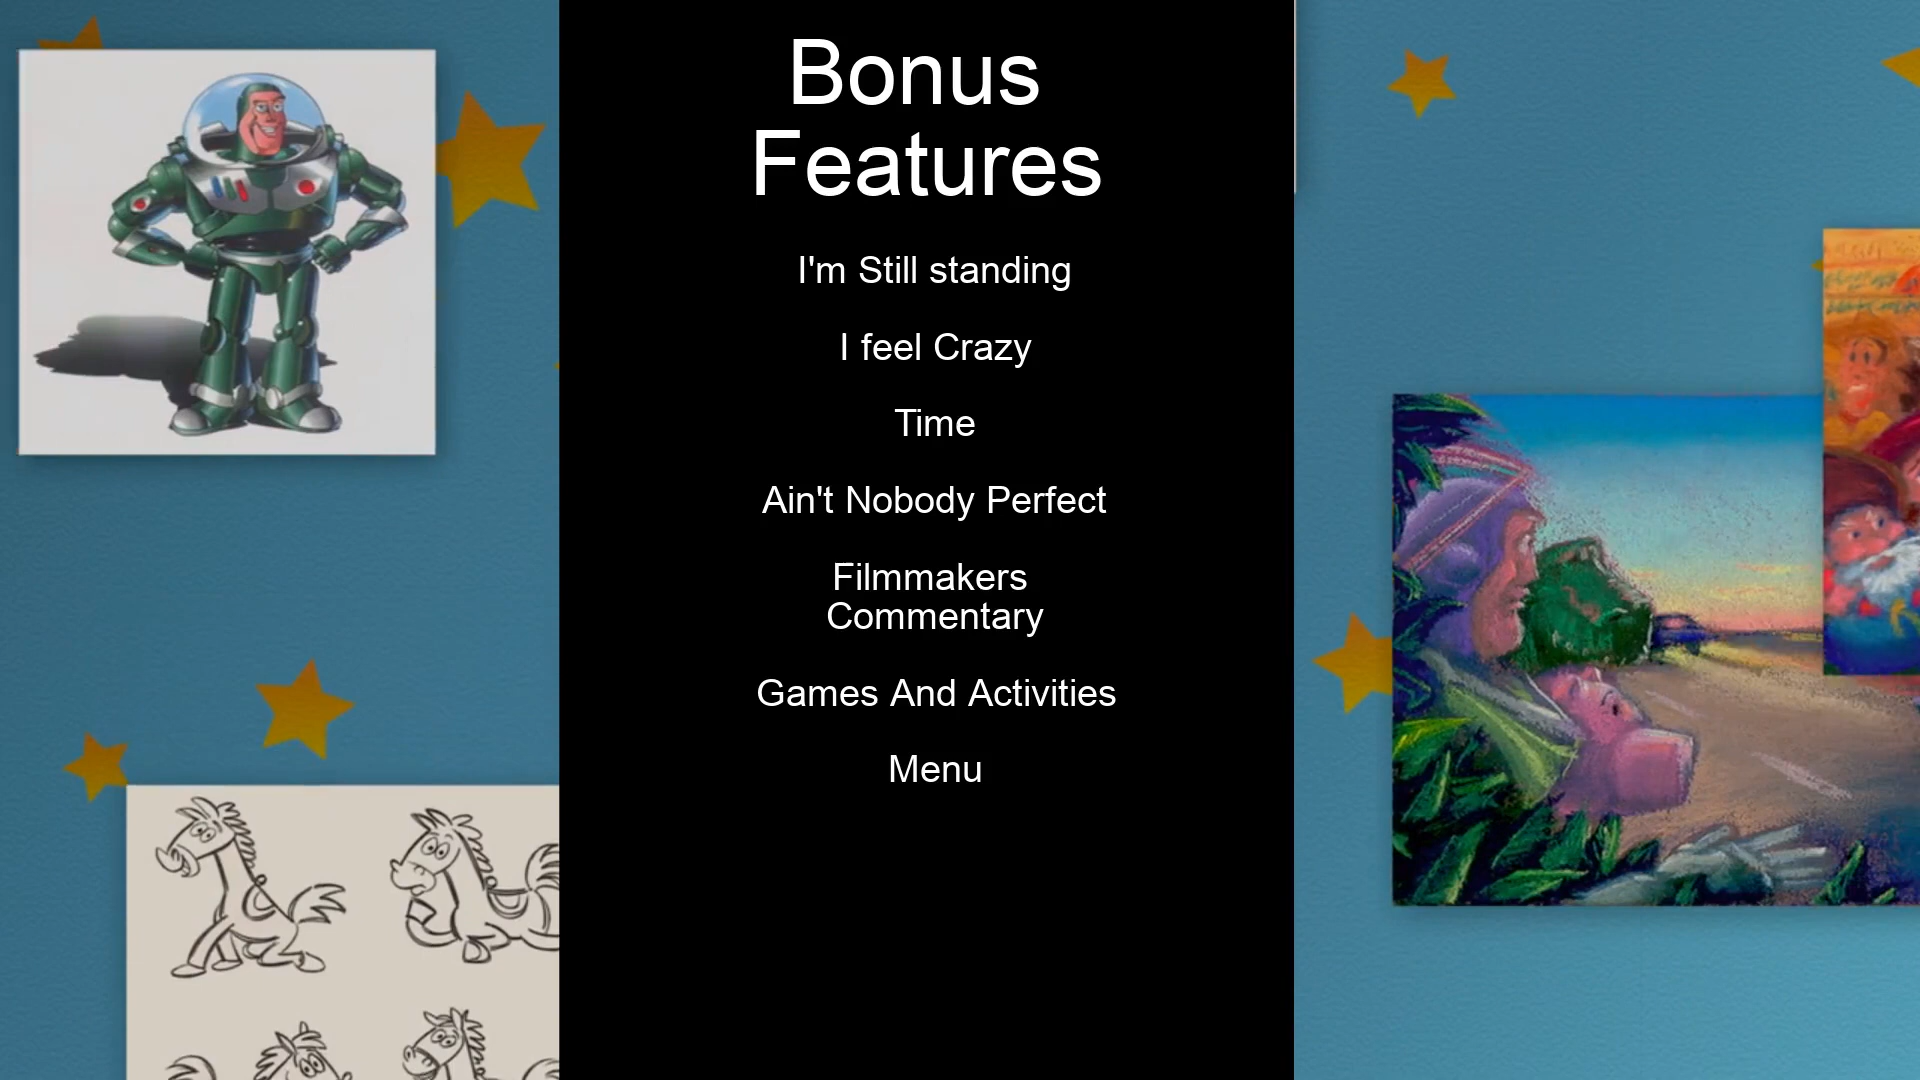 Bonus
Features
I'm Still standing
I feel Crazy
Time
Ain't Nobody Perfect
Filmmakers
Commentary
Games And Activities
Menu